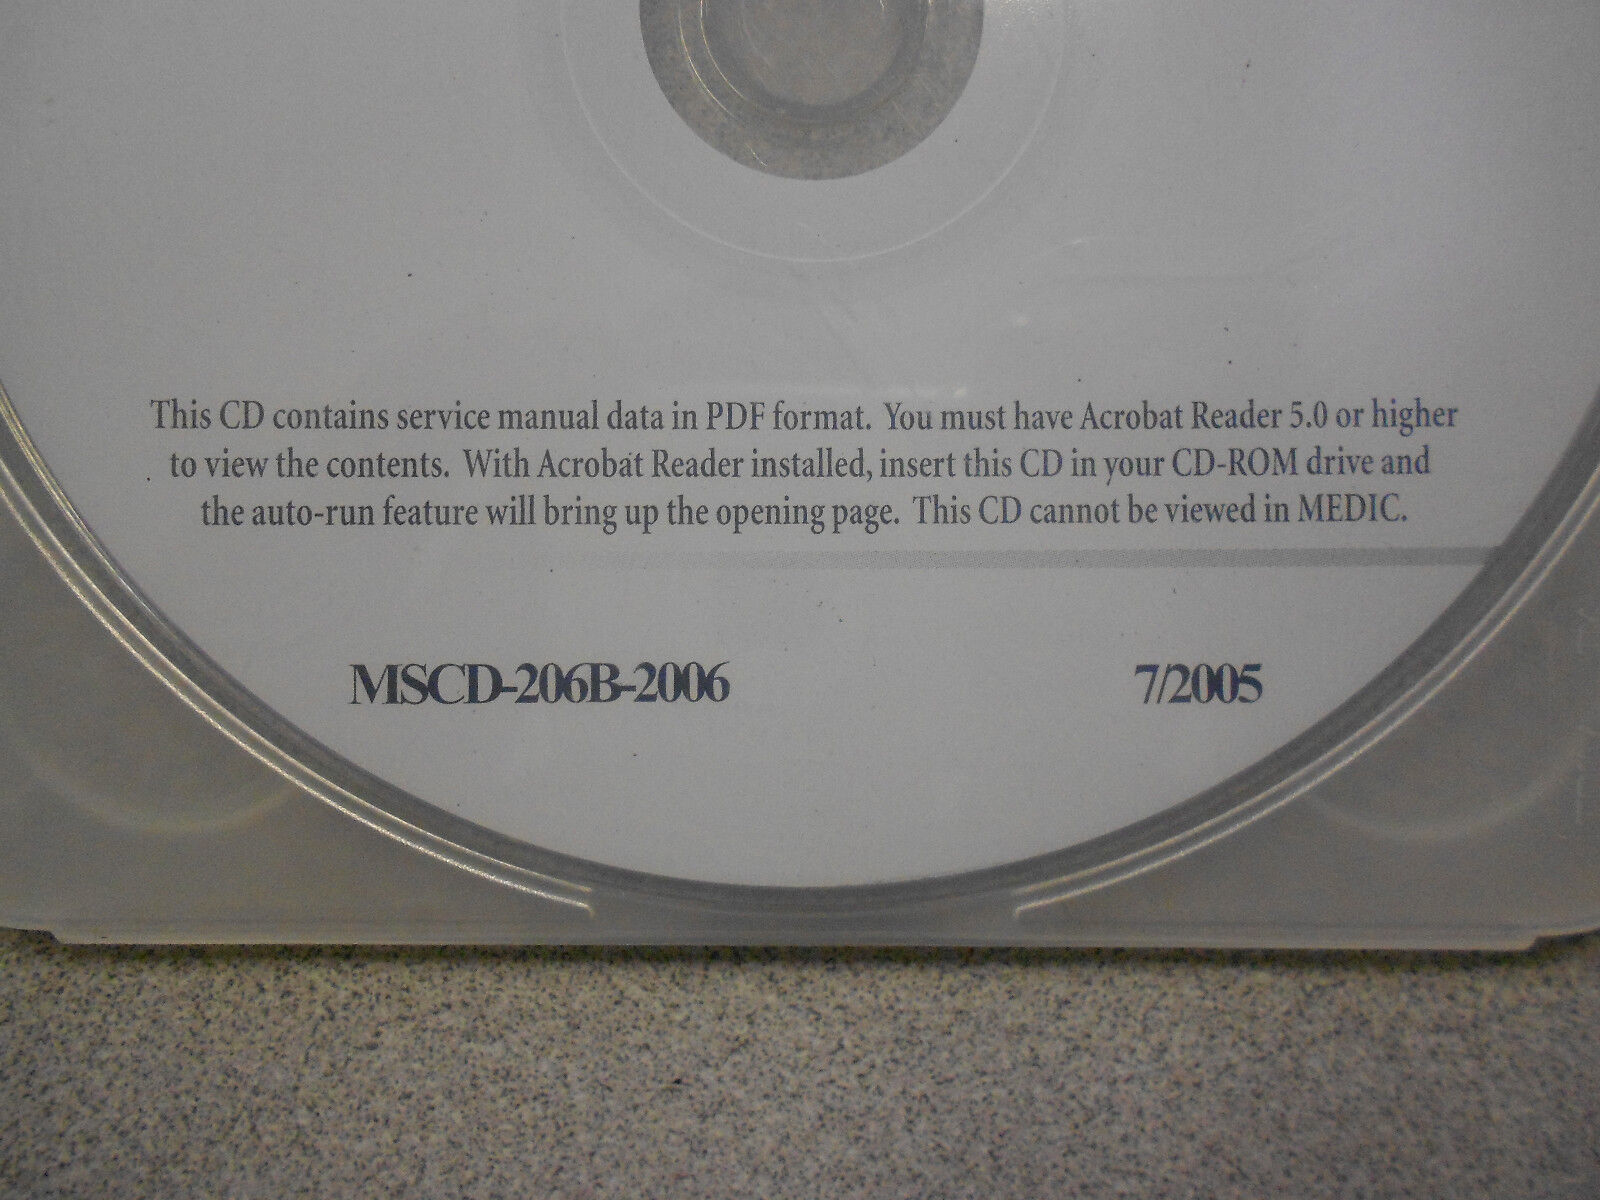 This CD contains service manual data in PDF format. You must have Acrobat Reader 5.0 or higher
to view the contents. With Acrobat Reader installed, insert this CD in your CD-ROM drive and
the auto-run feature will bring up the opening page. This CD cannot be viewed in MEDIC.
MSCD-206B-2006 7/2005